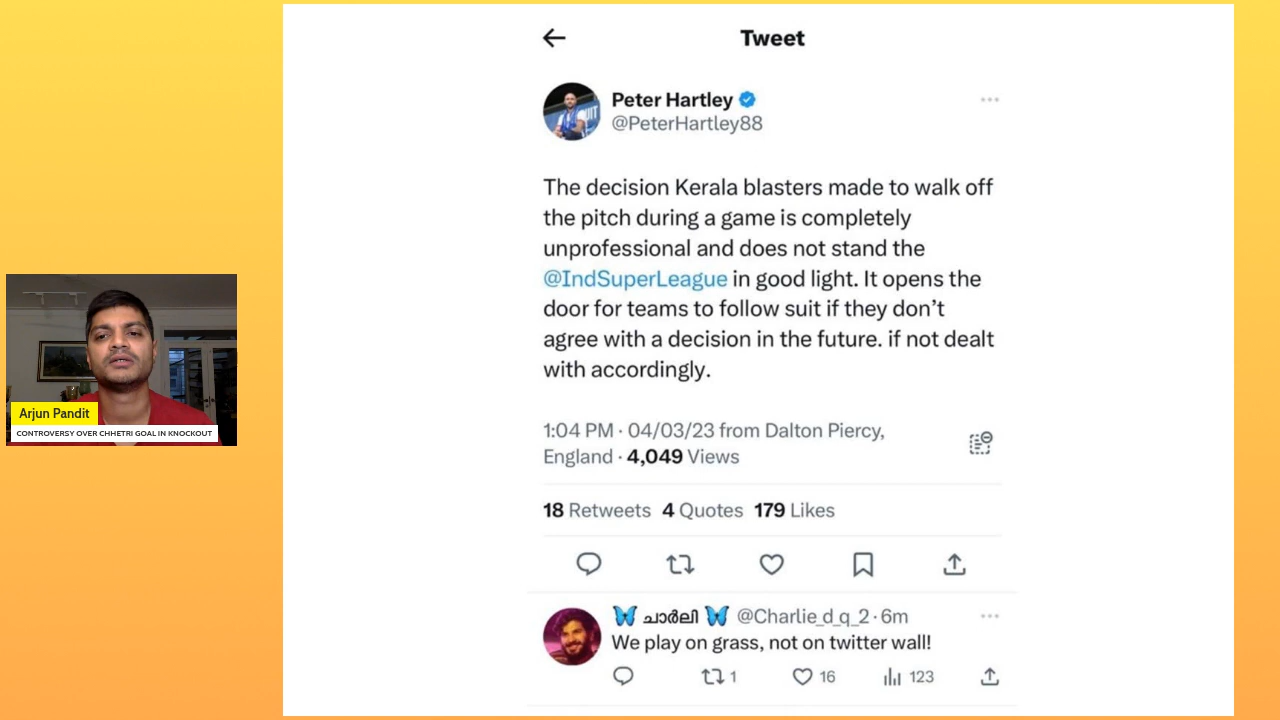 Tweet
Peter Hartley
@PeterHartley88
The decision Kerala blasters made to walk off
the pitch during a game is completely
unprofessional and does not stand the
@IndSuperLeague in good light. It opens the
door for teams to follow suit if they don't
agree with a decision in the future. if not dealt
with accordingly.
1:04 PM · 04/03/23 from Dalton Piercy,
England · 4,049 Views
18 Retweets 4 Quotes 179 Likes
ചാർലി @Charlie_d_q_2 · 6m
We play on grass, not on twitter wall!
1 16 123
Arjun Pandit
CONTROVERSY OVER CHHETRI GOAL IN KNOCKOUT